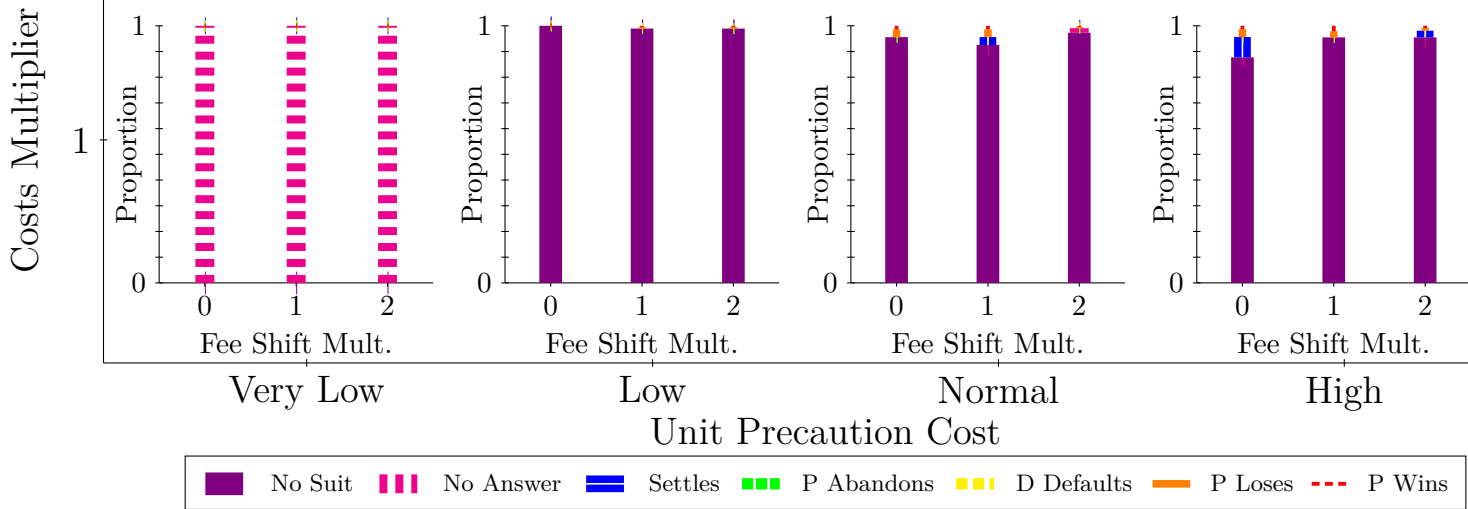 Costs Multiplier
1
Proportion
1
0
0 1 2
Fee Shift Mult.
Proportion
1
0
0 1 2
Fee Shift Mult.
Proportion
1
0
0 1 2
Fee Shift Mult.
Proportion
1
0
0 1 2
Fee Shift Mult.
Very Low Low Normal High
Unit Precaution Cost
No Suit No Answer Settles P Abandons D Defaults P Loses P Wins